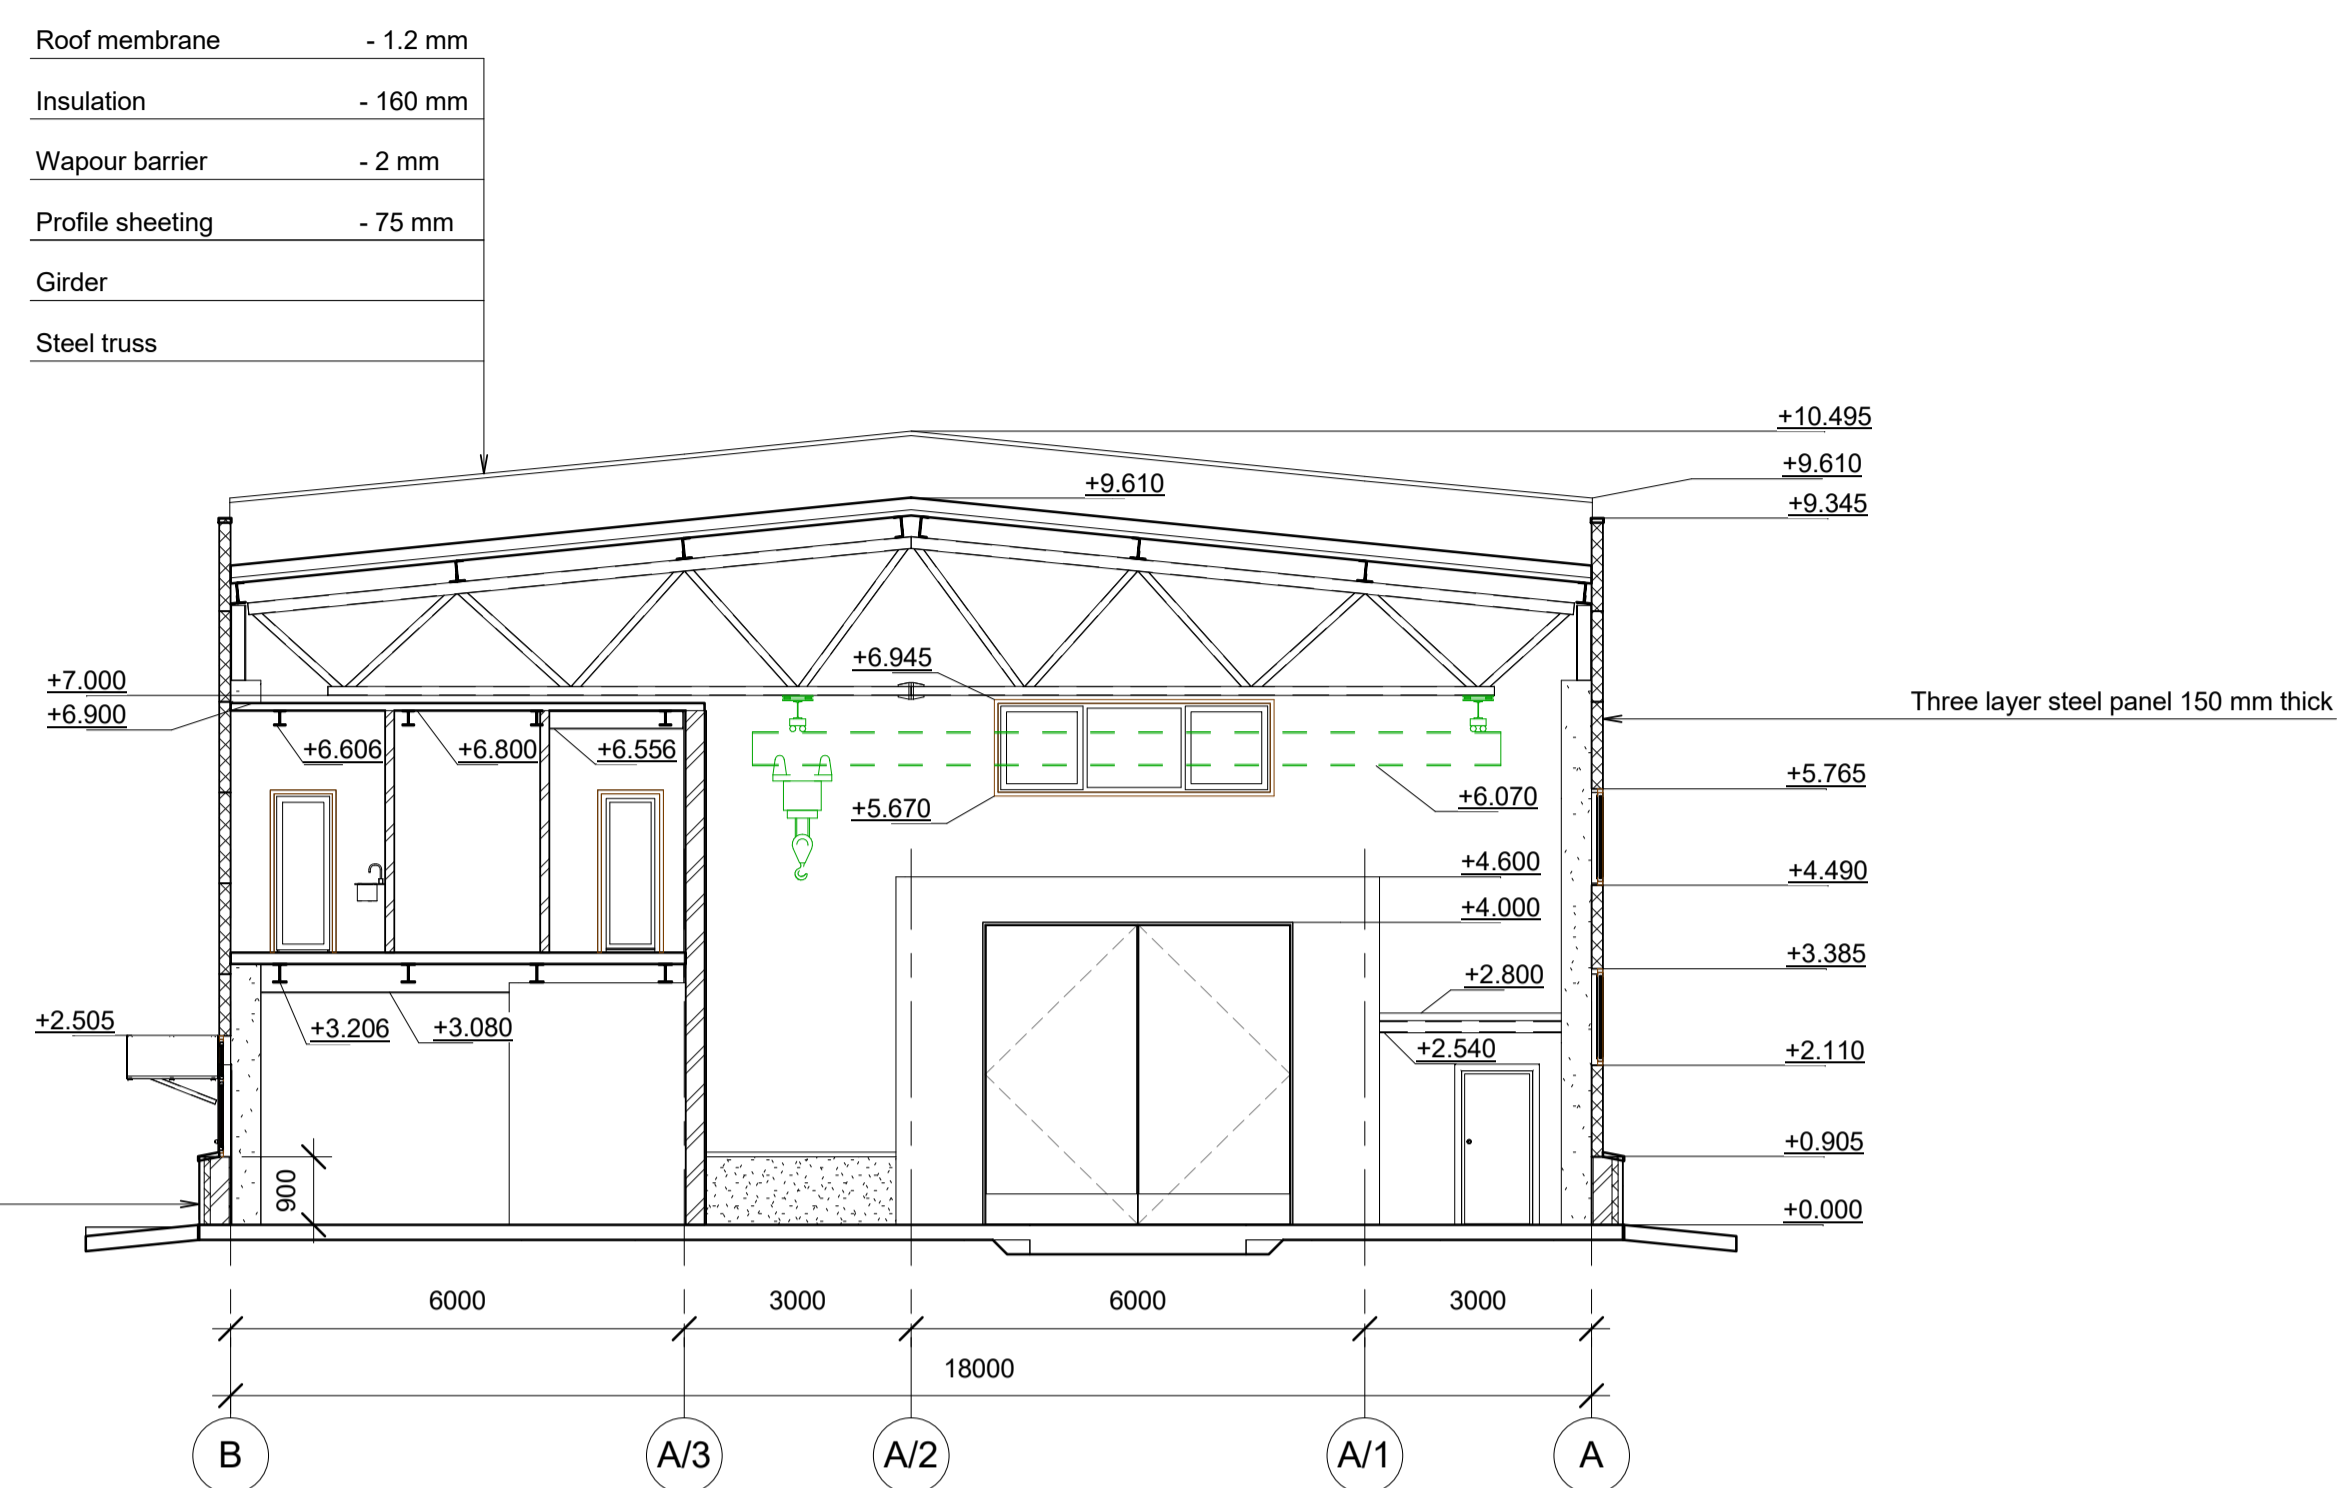 Roof membrane - 1.2 mm
Insulation - 160 mm
Wapour barrier - 2 mm
Profile sheeting - 75 mm
Girder
Steel truss
+10.495
+9.610
+9.610
+9.345
+6.945
+7.000
Three layer steel panel 150 mm thick
+6.900
+6.606 +6.800 +6.556
+5.765
+6.070
+5.670
+4.600
+4.490
+4.000
+3.385
+2.800
+2.505
+3.206 +3.080
+2.540
+2.110
+0.905
900
+0.000
6000 3000 6000 3000
18000
B A/3 A/2 A/1 A